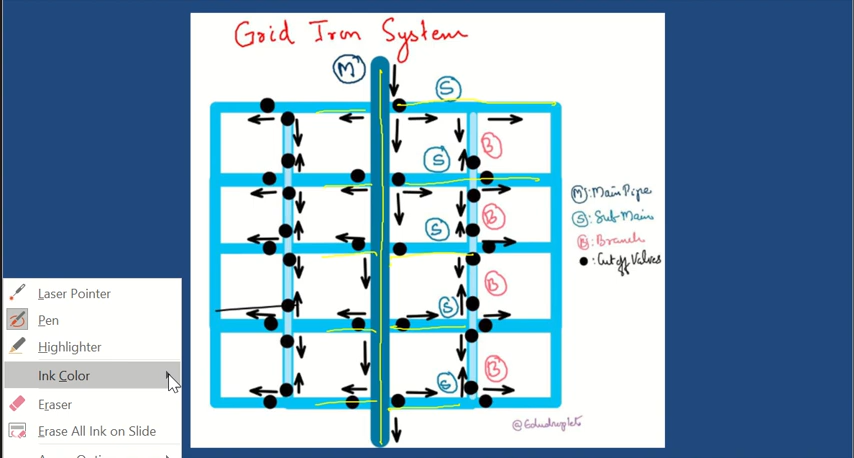 Grid Iron System
M
S
B
S
B
S
B
S
B
S
M: Main Pipe
S: Sub-Main
B: Branch
: Cut off Valves
Laser Pointer
Pen
Highlighter
Ink Color
Eraser
Erase All Ink on Slide
@Edudroplets